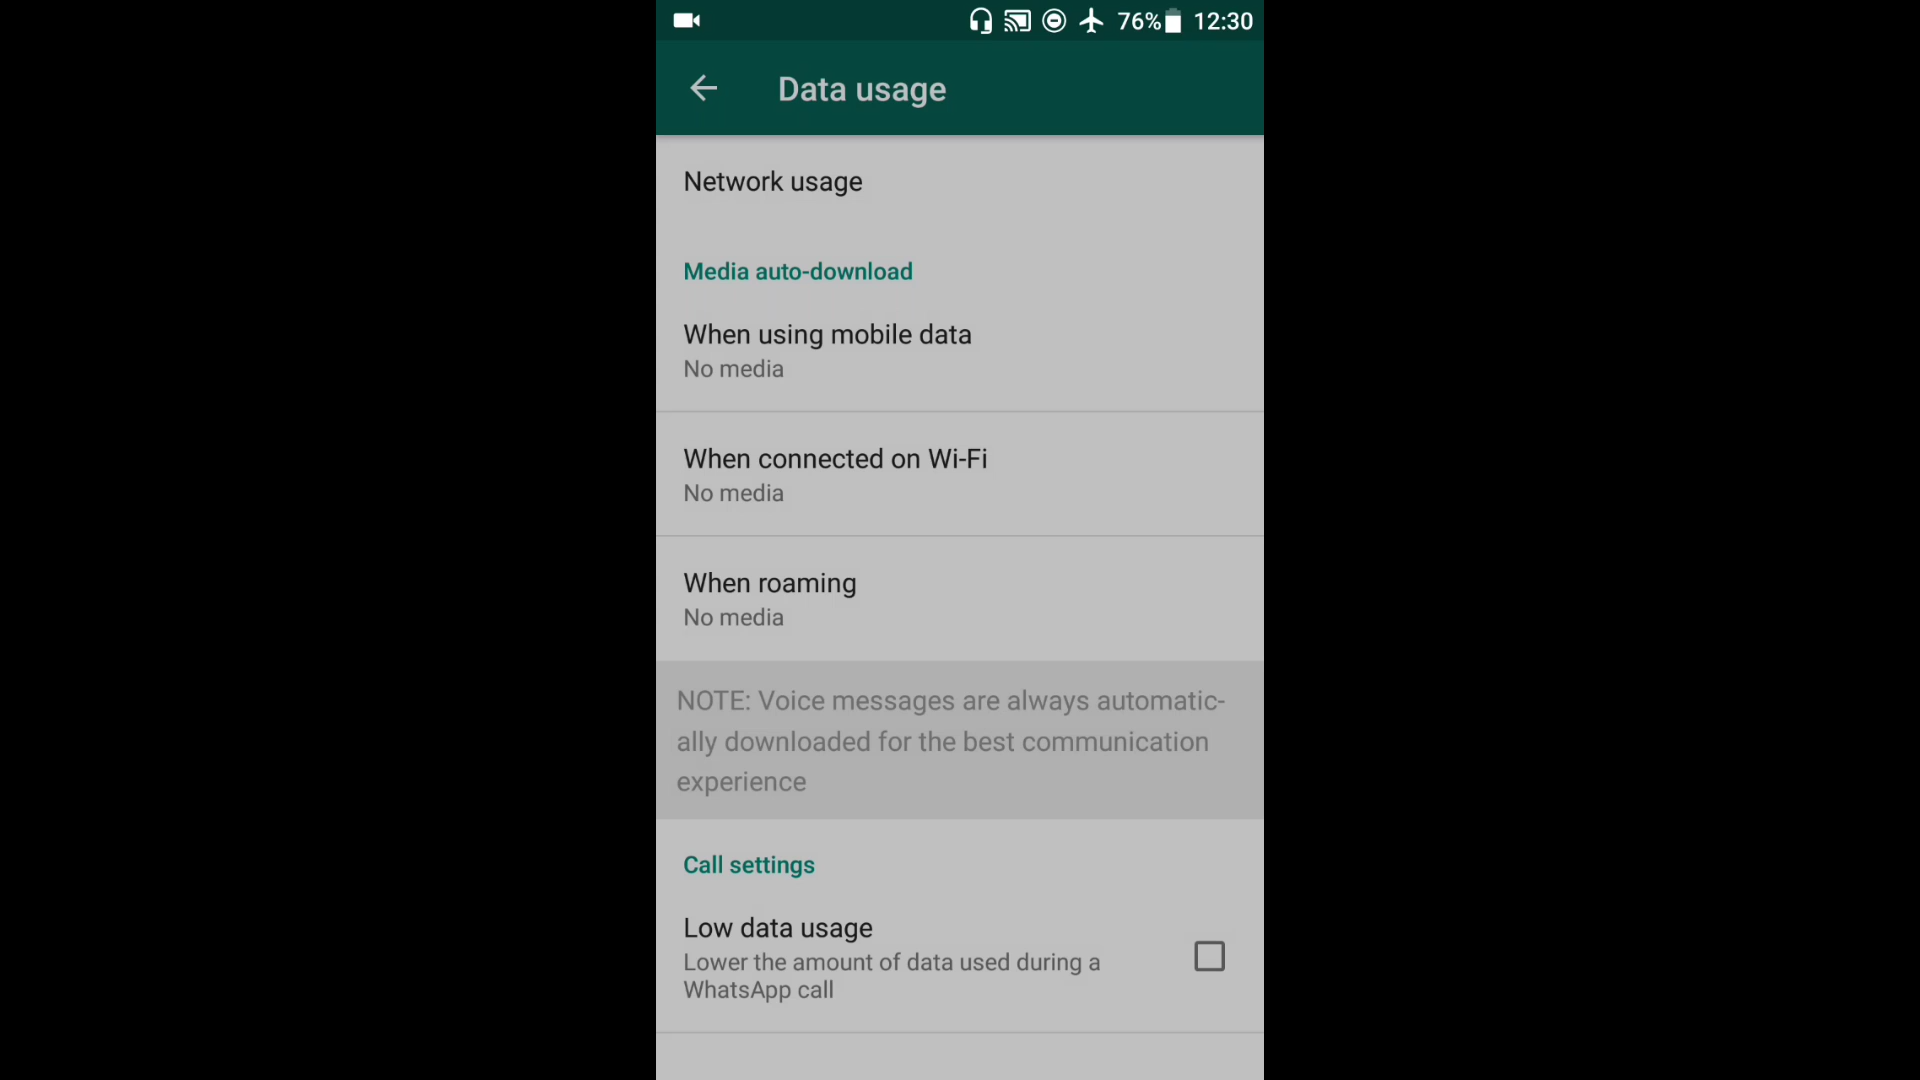 76% 12:30
Data usage
Network usage
Media auto-download
When using mobile data
No media
When connected on Wi-Fi
No media
When roaming
No media
NOTE: Voice messages are always automatic-
ally downloaded for the best communication
experience
Call settings
Low data usage
Lower the amount of data used during a
WhatsApp call